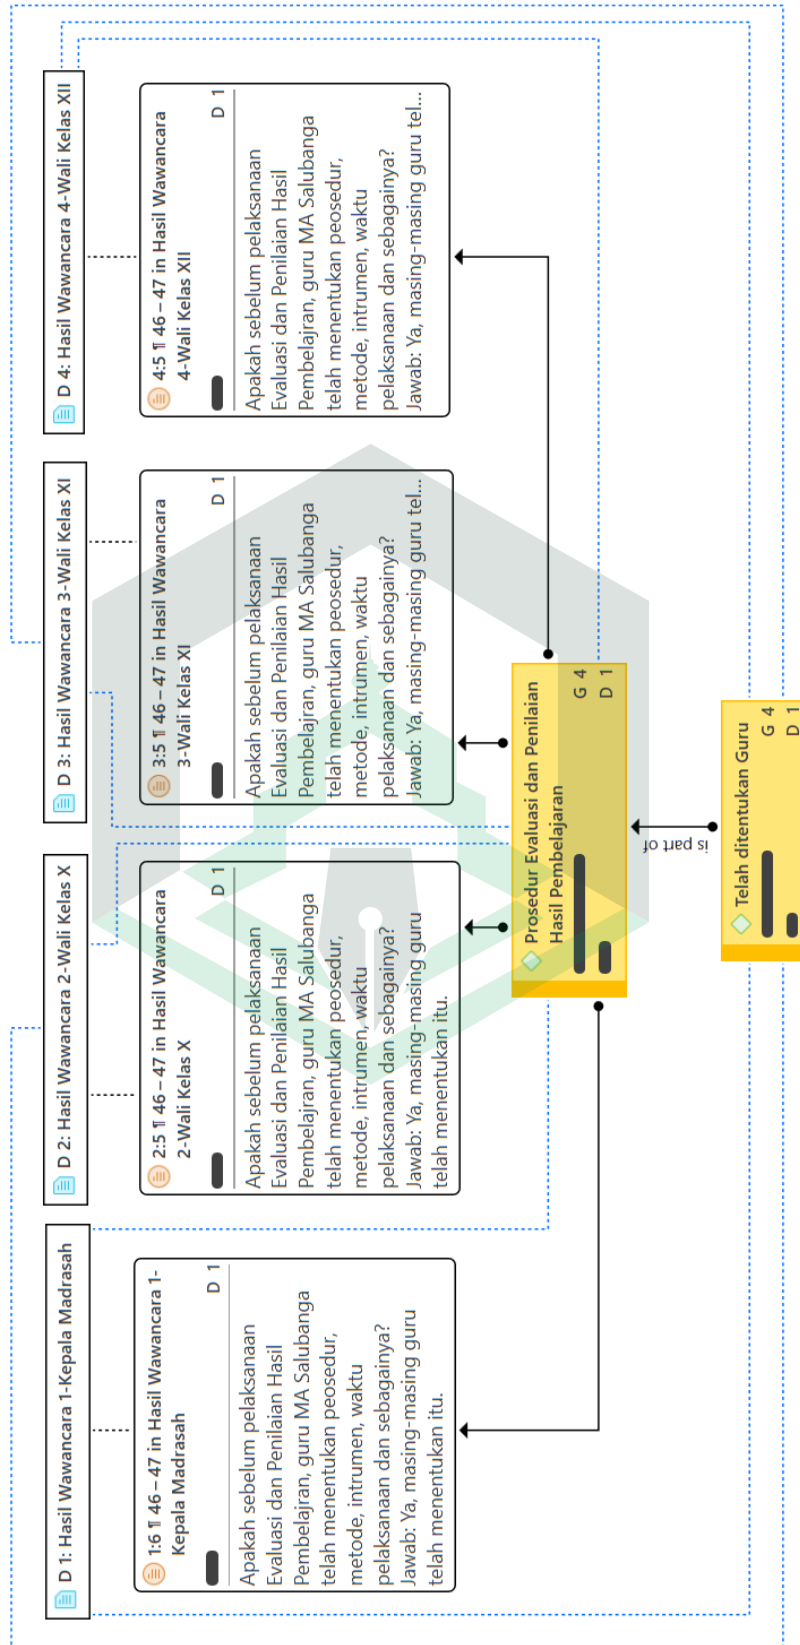 D 1: Hasil Wawancara 1-Kepala Madrasah
D 2: Hasil Wawancara 2-Wali Kelas X
D 3: Hasil Wawancara 3-Wali Kelas XI
D 4: Hasil Wawancara 4-Wali Kelas XII
1:6 ¶ 46 – 47 in Hasil Wawancara 1-
Kepala Madrasah
D 1
Apakah sebelum pelaksanaan
Evaluasi dan Penilaian Hasil
Pembelajran, guru MA Salubanga
telah menentukan peosedur,
metode, intrumen, waktu
pelaksanaan dan sebagainya?
Jawab: Ya, masing-masing guru
telah menentukan itu.
2:5 ¶ 46 – 47 in Hasil Wawancara
2-Wali Kelas X
D 1
Apakah sebelum pelaksanaan
Evaluasi dan Penilaian Hasil
Pembelajran, guru MA Salubanga
telah menentukan peosedur,
metode, intrumen, waktu
pelaksanaan dan sebagainya?
Jawab: Ya, masing-masing guru
telah menentukan itu.
3:5 ¶ 46 – 47 in Hasil Wawancara
3-Wali Kelas XI
D 1
Apakah sebelum pelaksanaan
Evaluasi dan Penilaian Hasil
Pembelajran, guru MA Salubanga
telah menentukan peosedur,
metode, intrumen, waktu
pelaksanaan dan sebagainya?
Jawab: Ya, masing-masing guru tel...
4:5 ¶ 46 – 47 in Hasil Wawancara
4-Wali Kelas XII
D 1
Apakah sebelum pelaksanaan
Evaluasi dan Penilaian Hasil
Pembelajran, guru MA Salubanga
telah menentukan peosedur,
metode, intrumen, waktu
pelaksanaan dan sebagainya?
Jawab: Ya, masing-masing guru tel...
Prosedur Evaluasi dan Penilaian
Hasil Pembelajaran
G 4
D 1
is part of
Telah ditentukan Guru
G 4
D 1